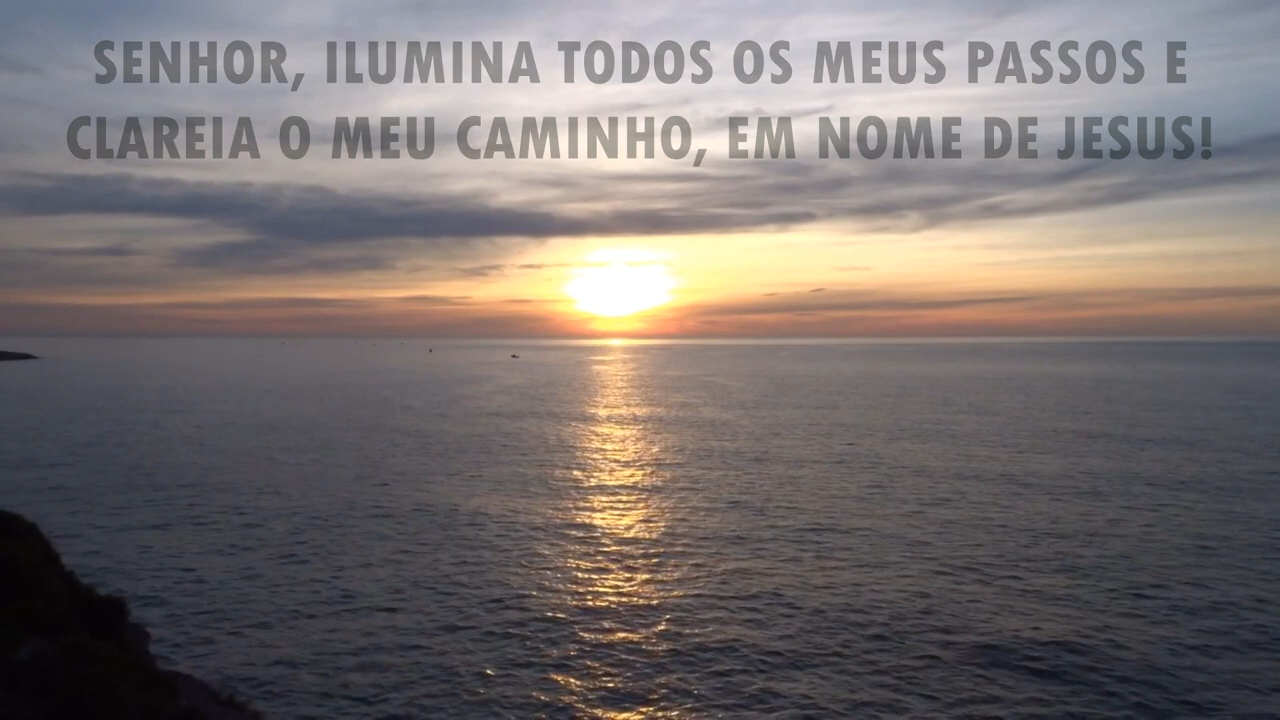 SENHOR, ILUMINA TODOS OS MEUS PASSOS E
CLAREIA O MEU CAMINHO, EM NOME DE JESUS!